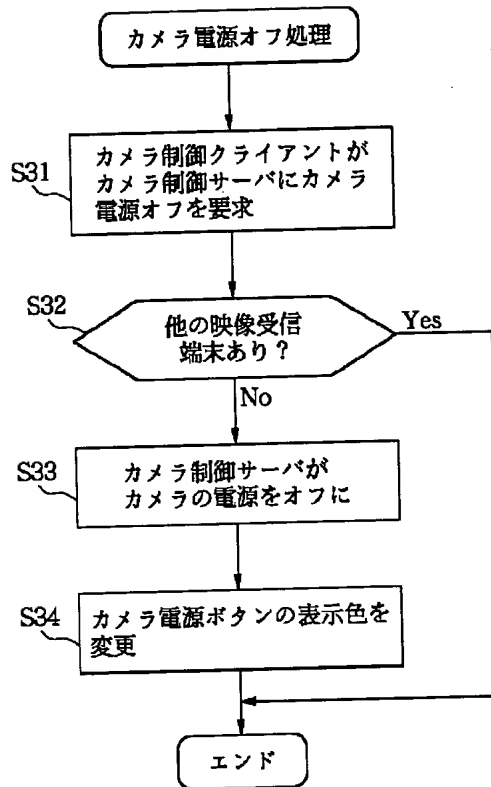 カメラ電源オフ処理
S31
カメラ制御クライアントが
カメラ制御サーバにカメラ
電源オフを要求
S32
他の映像受信
端末あり？
Yes
No
S33
カメラ制御サーバが
カメラの電源をオフに
S34
カメラ電源ボタンの表示色を
変更
エンド